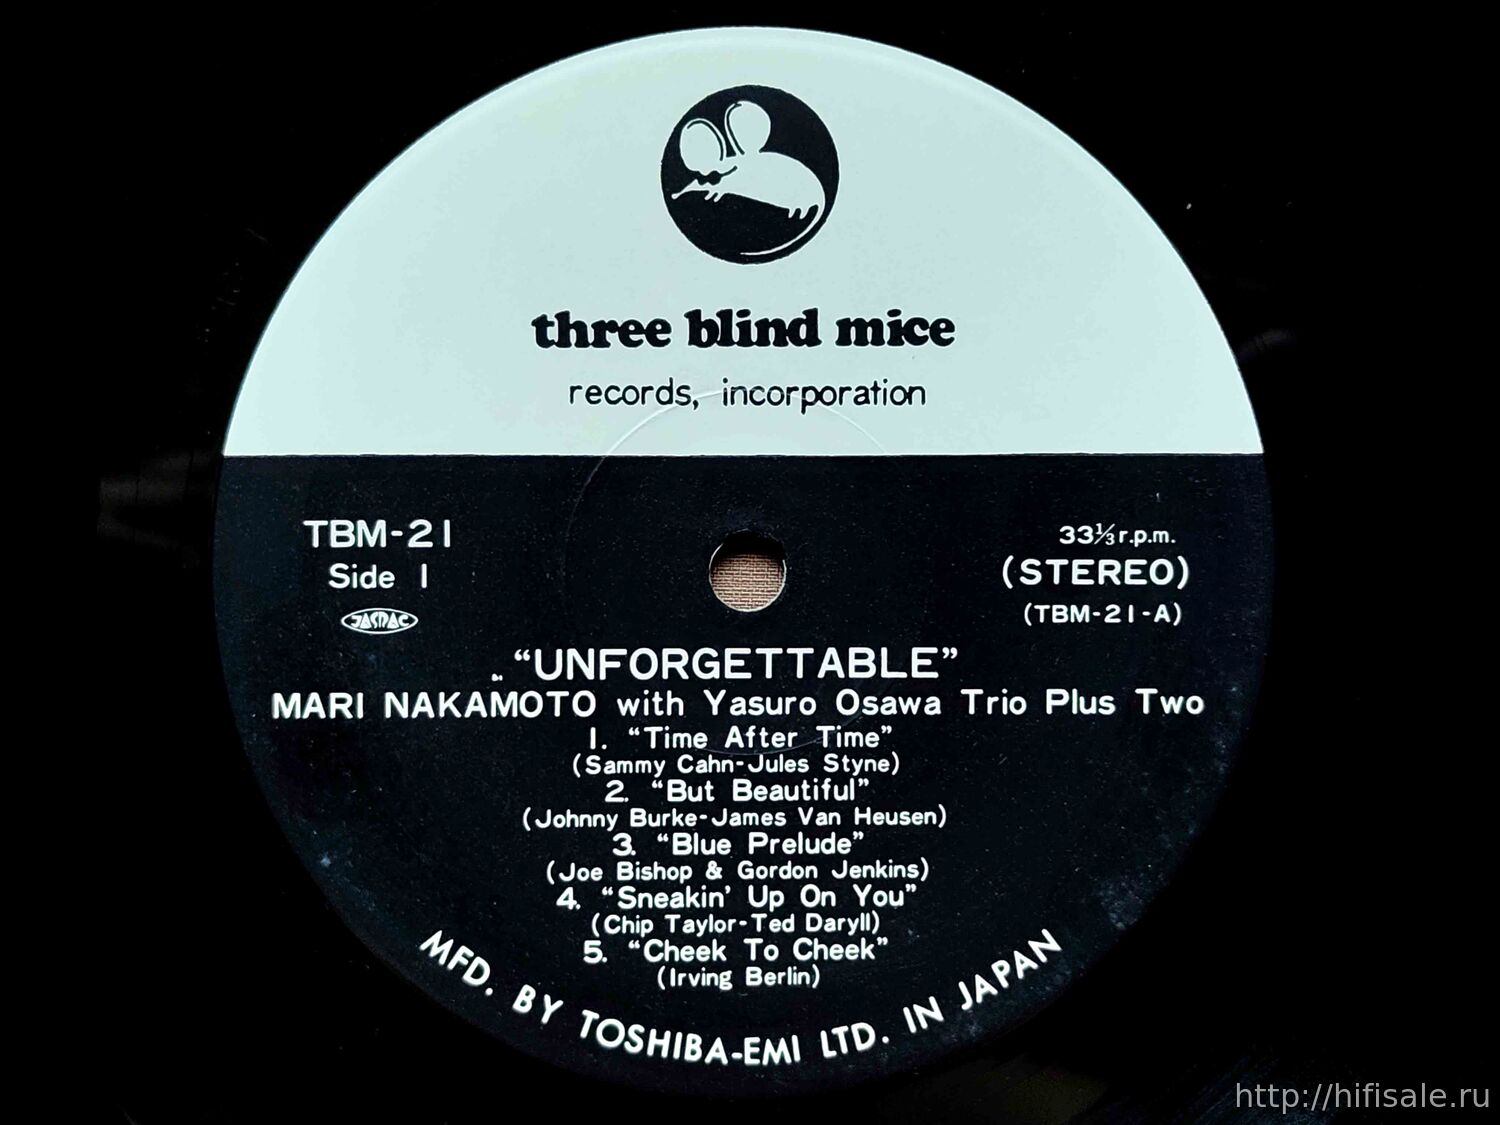 three blind mice
records, incorporation
TBM-21
Side 1
JASRAC
33⅓ r.p.m.
(STEREO)
(TBM-21-A)
“UNFORGETTABLE”
MARI NAKAMOTO with Yasuro Osawa Trio Plus Two
1. “Time After Time”
(Sammy Cahn-Jules Styne)
2. “But Beautiful”
(Johnny Burke-James Van Heusen)
3. “Blue Prelude”
(Joe Bishop & Gordon Jenkins)
4. “Sneakin’ Up On You”
(Chip Taylor-Ted Daryll)
5. “Cheek To Cheek”
(Irving Berlin)
MFD. BY TOSHIBA-EMI LTD. IN JAPAN
http://hifisale.ru